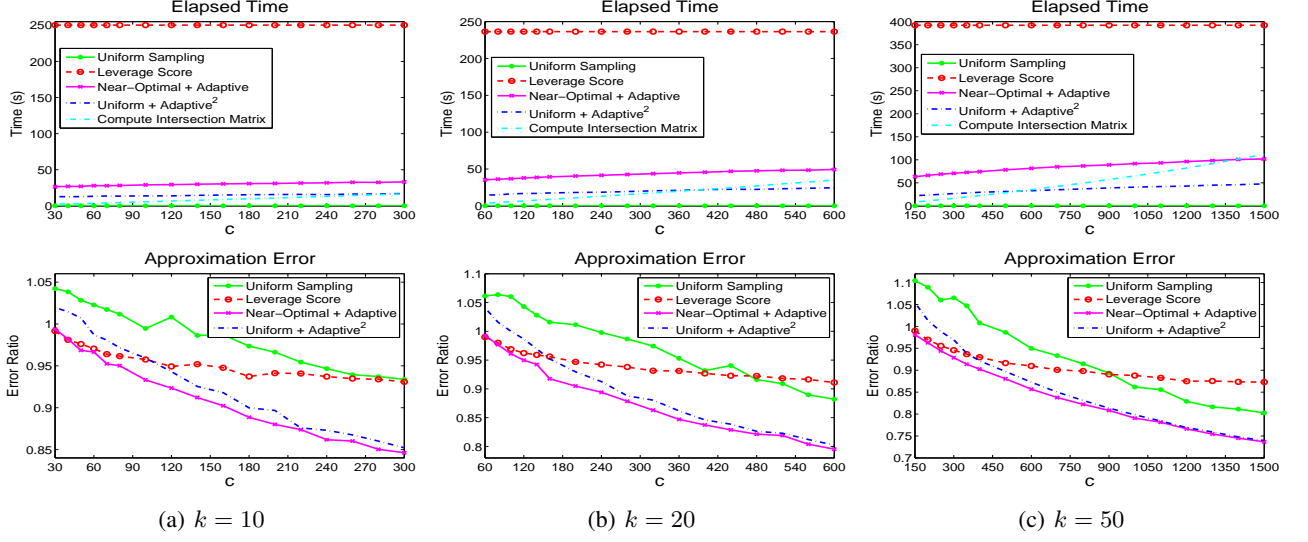 Elapsed Time
250
200
150
100
50
0
Time (s)
Uniform Sampling
Leverage Score
Near−Optimal + Adaptive
Uniform + Adaptive²
Compute Intersection Matrix
30 60 90 120 150 180 210 240 270 300
c
Elapsed Time
250
200
150
100
50
0
Time (s)
Uniform Sampling
Leverage Score
Near−Optimal + Adaptive
Uniform + Adaptive²
Compute Intersection Matrix
60 120 180 240 300 360 420 480 540 600
c
Elapsed Time
400
350
300
250
200
150
100
50
0
Time (s)
Uniform Sampling
Leverage Score
Near−Optimal + Adaptive
Uniform + Adaptive²
Compute Intersection Matrix
150 300 450 600 750 900 1050 1200 1350 1500
c
Approximation Error
1.05
1
0.95
0.9
0.85
Error Ratio
Uniform Sampling
Leverage Score
Near−Optimal + Adaptive
Uniform + Adaptive²
30 60 90 120 150 180 210 240 270 300
c
Approximation Error
1.1
1.05
1
0.95
0.9
0.85
0.8
Error Ratio
Uniform Sampling
Leverage Score
Near−Optimal + Adaptive
Uniform + Adaptive²
60 120 180 240 300 360 420 480 540 600
c
Approximation Error
1.1
1.05
1
0.95
0.9
0.85
0.8
0.75
0.7
Error Ratio
Uniform Sampling
Leverage Score
Near−Optimal + Adaptive
Uniform + Adaptive²
150 300 450 600 750 900 1050 1200 1350 1500
c
(a) k = 10
(b) k = 20
(c) k = 50